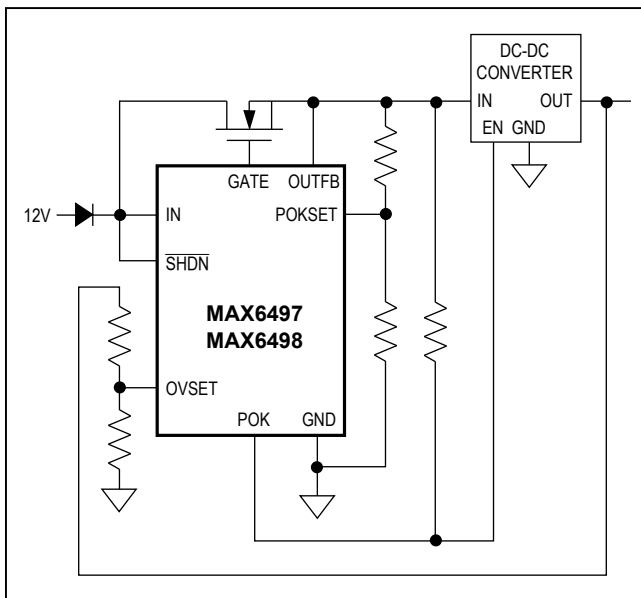 DC-DC
CONVERTER
IN OUT
EN GND
GATE OUTFB
POKSET
12V
IN
SHDN
MAX6497
MAX6498
OVSET
POK GND